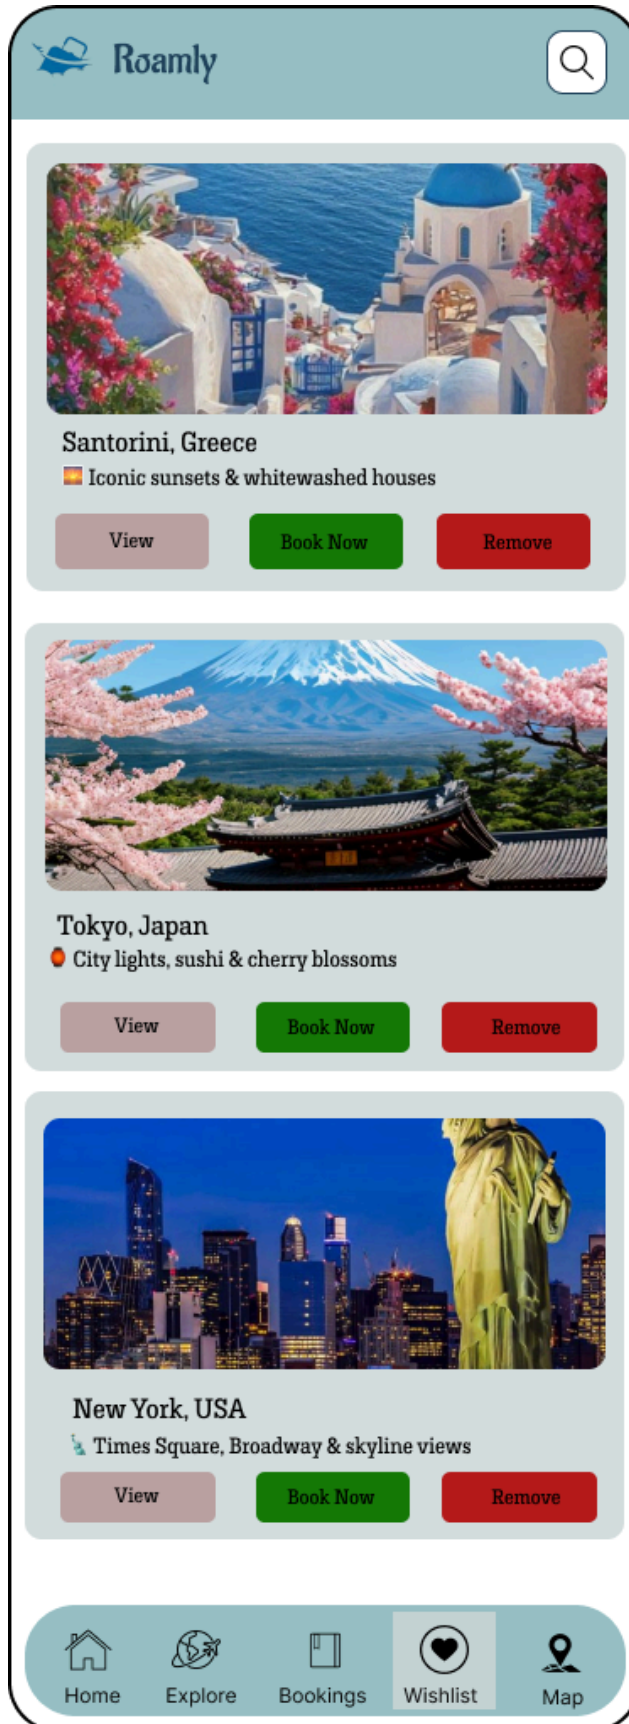 Roamly
Santorini, Greece
🌅 Iconic sunsets & whitewashed houses
View Book Now Remove
Tokyo, Japan
🏮 City lights, sushi & cherry blossoms
View Book Now Remove
New York, USA
🗽 Times Square, Broadway & skyline views
View Book Now Remove
Home Explore Bookings Wishlist Map